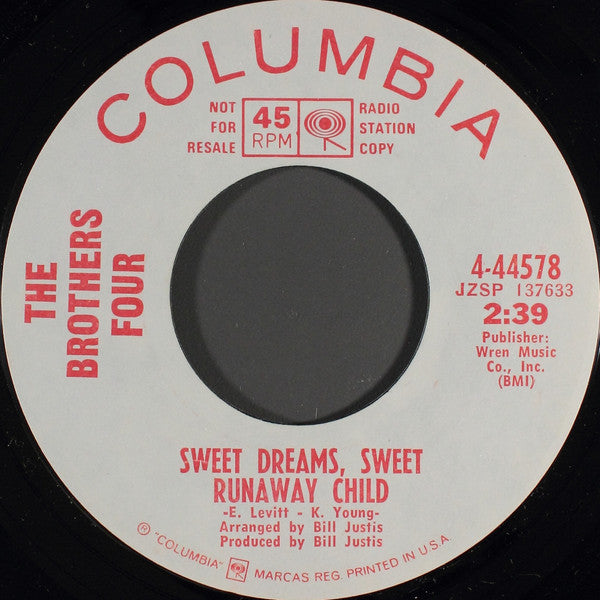 COLUMBIA
NOT
FOR
RESALE
45
RPM
RADIO
STATION
COPY
THE
BROTHERS
FOUR
4-44578
JZSP 137633
2:39
Publisher:
Wren Music
Co., Inc.
(BMI)
SWEET DREAMS, SWEET
RUNAWAY CHILD
-E. Levitt - K. Young-
Arranged by Bill Justis
Produced by Bill Justis
® "COLUMBIA" MARCAS REG. PRINTED IN U.S.A.